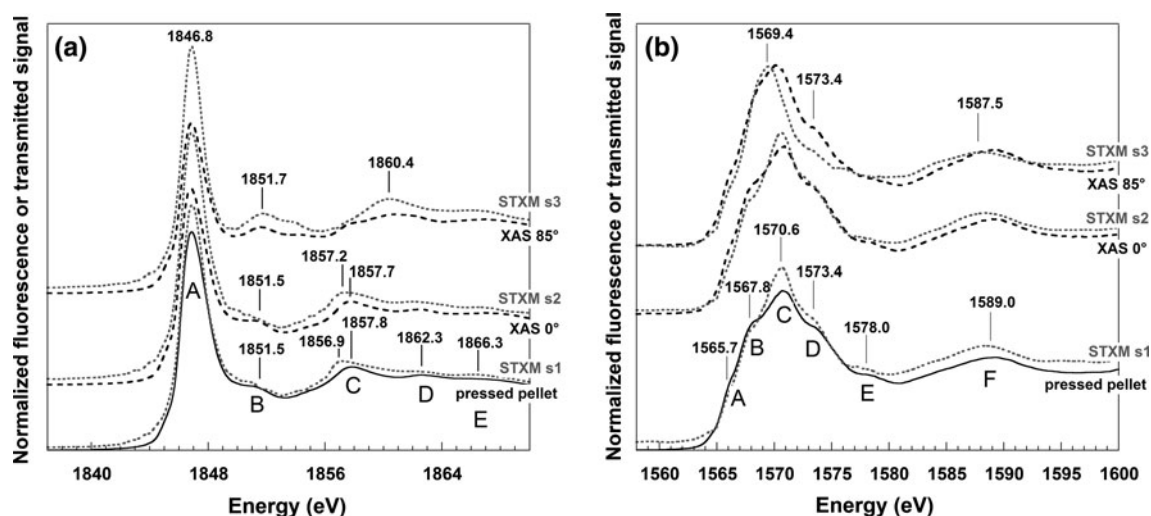 Normalized fluorescence or transmitted signal
(a)
1846.8
1860.4
1851.7
STXM s3
XAS 85°
1857.2
1857.7
1851.5
STXM s2
XAS 0°
A
1856.9
1857.8
1862.3
1866.3
1851.5
STXM s1
pressed pellet
B
C
D
E
1840
1848
1856
1864
Energy (eV)
Normalized fluorescence or transmitted signal
(b)
1569.4
1573.4
1587.5
STXM s3
XAS 85°
STXM s2
XAS 0°
1570.6
1567.8
1573.4
1565.7
1578.0
1589.0
STXM s1
pressed pellet
A
B
C
D
E
F
1560
1565
1570
1575
1580
1585
1590
1595
1600
Energy (eV)